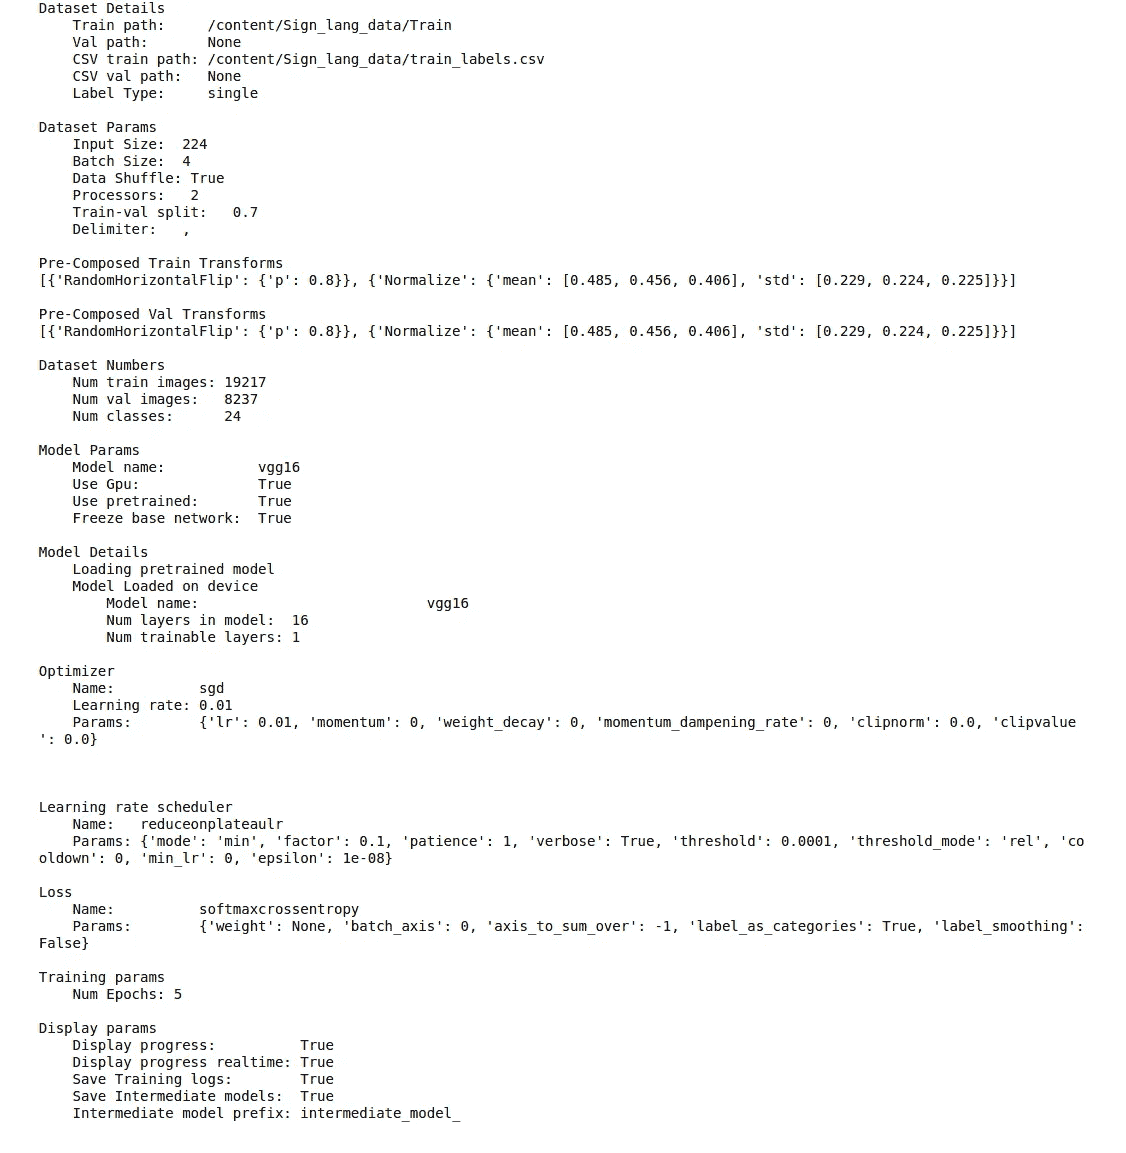 Dataset Details
Train path: /content/Sign_lang_data/Train
Val path: None
CSV train path: /content/Sign_lang_data/train_labels.csv
CSV val path: None
Label Type: single
Dataset Params
Input Size: 224
Batch Size: 4
Data Shuffle: True
Processors: 2
Train-val split: 0.7
Delimiter: ,
Pre-Composed Train Transforms
[{'RandomHorizontalFlip': {'p': 0.8}}, {'Normalize': {'mean': [0.485, 0.456, 0.406], 'std': [0.229, 0.224, 0.225]}}]
Pre-Composed Val Transforms
[{'RandomHorizontalFlip': {'p': 0.8}}, {'Normalize': {'mean': [0.485, 0.456, 0.406], 'std': [0.229, 0.224, 0.225]}}]
Dataset Numbers
Num train images: 19217
Num val images: 8237
Num classes: 24
Model Params
Model name: vgg16
Use Gpu: True
Use pretrained: True
Freeze base network: True
Model Details
Loading pretrained model
Model Loaded on device
Model name: vgg16
Num layers in model: 16
Num trainable layers: 1
Optimizer
Name: sgd
Learning rate: 0.01
Params: {'lr': 0.01, 'momentum': 0, 'weight_decay': 0, 'momentum_dampening_rate': 0, 'clipnorm': 0.0, 'clipvalue
': 0.0}
Learning rate scheduler
Name: reduceonplateaulr
Params: {'mode': 'min', 'factor': 0.1, 'patience': 1, 'verbose': True, 'threshold': 0.0001, 'threshold_mode': 'rel', 'co
oldown': 0, 'min_lr': 0, 'epsilon': 1e-08}
Loss
Name: softmaxcrossentropy
Params: {'weight': None, 'batch_axis': 0, 'axis_to_sum_over': -1, 'label_as_categories': True, 'label_smoothing':
False}
Training params
Num Epochs: 5
Display params
Display progress: True
Display progress realtime: True
Save Training logs: True
Save Intermediate models: True
Intermediate model prefix: intermediate_model_